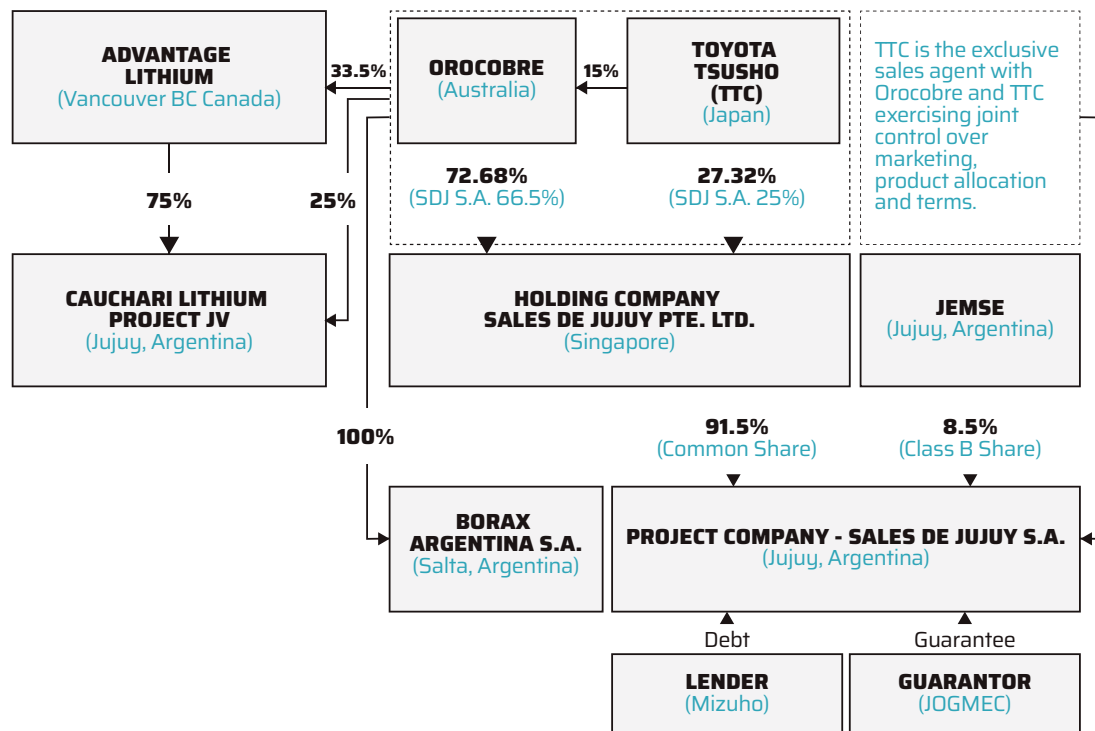 ADVANTAGE
LITHIUM
(Vancouver BC Canada)
33.5%
OROCOBRE
(Australia)
15%
TOYOTA
TSUSHO
(TTC)
(Japan)
TTC is the exclusive
sales agent with
Orocobre and TTC
exercising joint
control over
marketing,
product allocation
and terms.
75%
25%
72.68%
(SDJ S.A. 66.5%)
27.32%
(SDJ S.A. 25%)
CAUCHARI LITHIUM
PROJECT JV
(Jujuy, Argentina)
HOLDING COMPANY
SALES DE JUJUY PTE. LTD.
(Singapore)
JEMSE
(Jujuy, Argentina)
100%
91.5%
(Common Share)
8.5%
(Class B Share)
BORAX
ARGENTINA S.A.
(Salta, Argentina)
PROJECT COMPANY - SALES DE JUJUY S.A.
(Jujuy, Argentina)
Debt
Guarantee
LENDER
(Mizuho)
GUARANTOR
(JOGMEC)